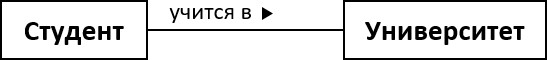 учится в ▶
Студент
Университет